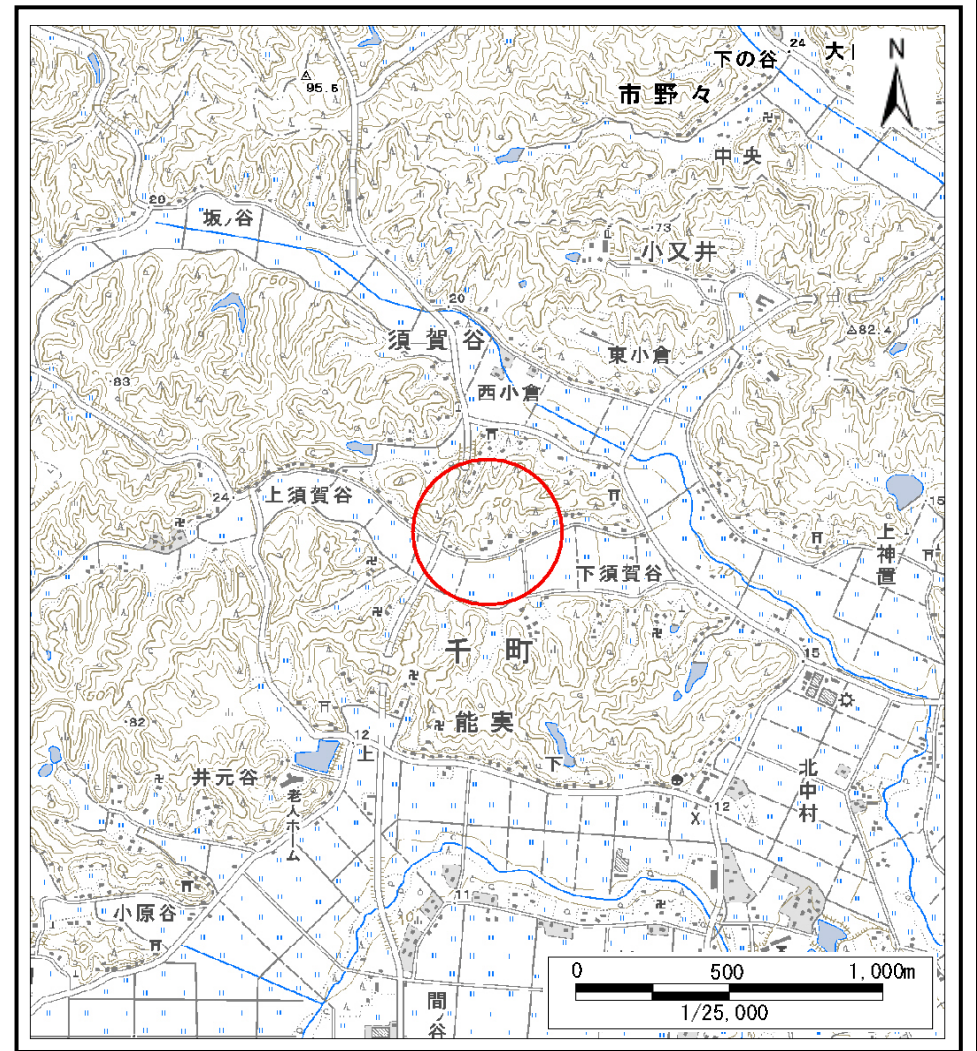 24
下の谷
大
N
95.5
市野々
中央
20
坂ノ谷
73
小又井
20
須賀谷
82.4
東小倉
83
西小倉
24
上須賀谷
15
上神置
下須賀谷
千町
15
82
能実
12
上
下
井元谷
老人ホーム
北中村
12
11
小原谷
10
間ノ谷
0 500 1,000m
1/25,000